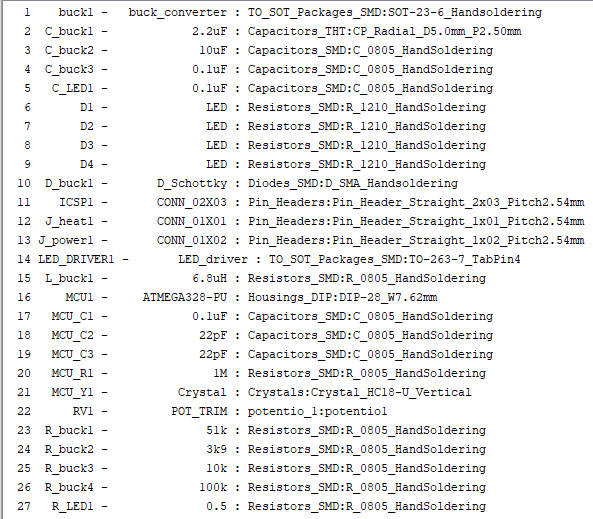 1 buck1 - buck_converter : TO_SOT_Packages_SMD:SOT-23-6_Handsoldering
2 C_buck1 - 2.2uF : Capacitors_THT:CP_Radial_D5.0mm_P2.50mm
3 C_buck2 - 10uF : Capacitors_SMD:C_0805_HandSoldering
4 C_buck3 - 0.1uF : Capacitors_SMD:C_0805_HandSoldering
5 C_LED1 - 0.1uF : Capacitors_SMD:C_0805_HandSoldering
6 D1 - LED : Resistors_SMD:R_1210_HandSoldering
7 D2 - LED : Resistors_SMD:R_1210_HandSoldering
8 D3 - LED : Resistors_SMD:R_1210_HandSoldering
9 D4 - LED : Resistors_SMD:R_1210_HandSoldering
10 D_buck1 - D_Schottky : Diodes_SMD:D_SMA_Handsoldering
11 ICSP1 - CONN_02X03 : Pin_Headers:Pin_Header_Straight_2x03_Pitch2.54mm
12 J_heat1 - CONN_01X01 : Pin_Headers:Pin_Header_Straight_1x01_Pitch2.54mm
13 J_power1 - CONN_01X02 : Pin_Headers:Pin_Header_Straight_1x02_Pitch2.54mm
14 LED_DRIVER1 - LED_driver : TO_SOT_Packages_SMD:TO-263-7_TabPin4
15 L_buck1 - 6.8uH : Resistors_SMD:R_0805_HandSoldering
16 MCU1 - ATMEGA328-PU : Housings_DIP:DIP-28_W7.62mm
17 MCU_C1 - 0.1uF : Capacitors_SMD:C_0805_HandSoldering
18 MCU_C2 - 22pF : Capacitors_SMD:C_0805_HandSoldering
19 MCU_C3 - 22pF : Capacitors_SMD:C_0805_HandSoldering
20 MCU_R1 - 1M : Resistors_SMD:R_0805_HandSoldering
21 MCU_Y1 - Crystal : Crystals:Crystal_HC18-U_Vertical
22 RV1 - POT_TRIM : potentio_1:potentio1
23 R_buck1 - 51k : Resistors_SMD:R_0805_HandSoldering
24 R_buck2 - 3k9 : Resistors_SMD:R_0805_HandSoldering
25 R_buck3 - 10k : Resistors_SMD:R_0805_HandSoldering
26 R_buck4 - 100k : Resistors_SMD:R_0805_HandSoldering
27 R_LED1 - 0.5 : Resistors_SMD:R_0805_HandSoldering